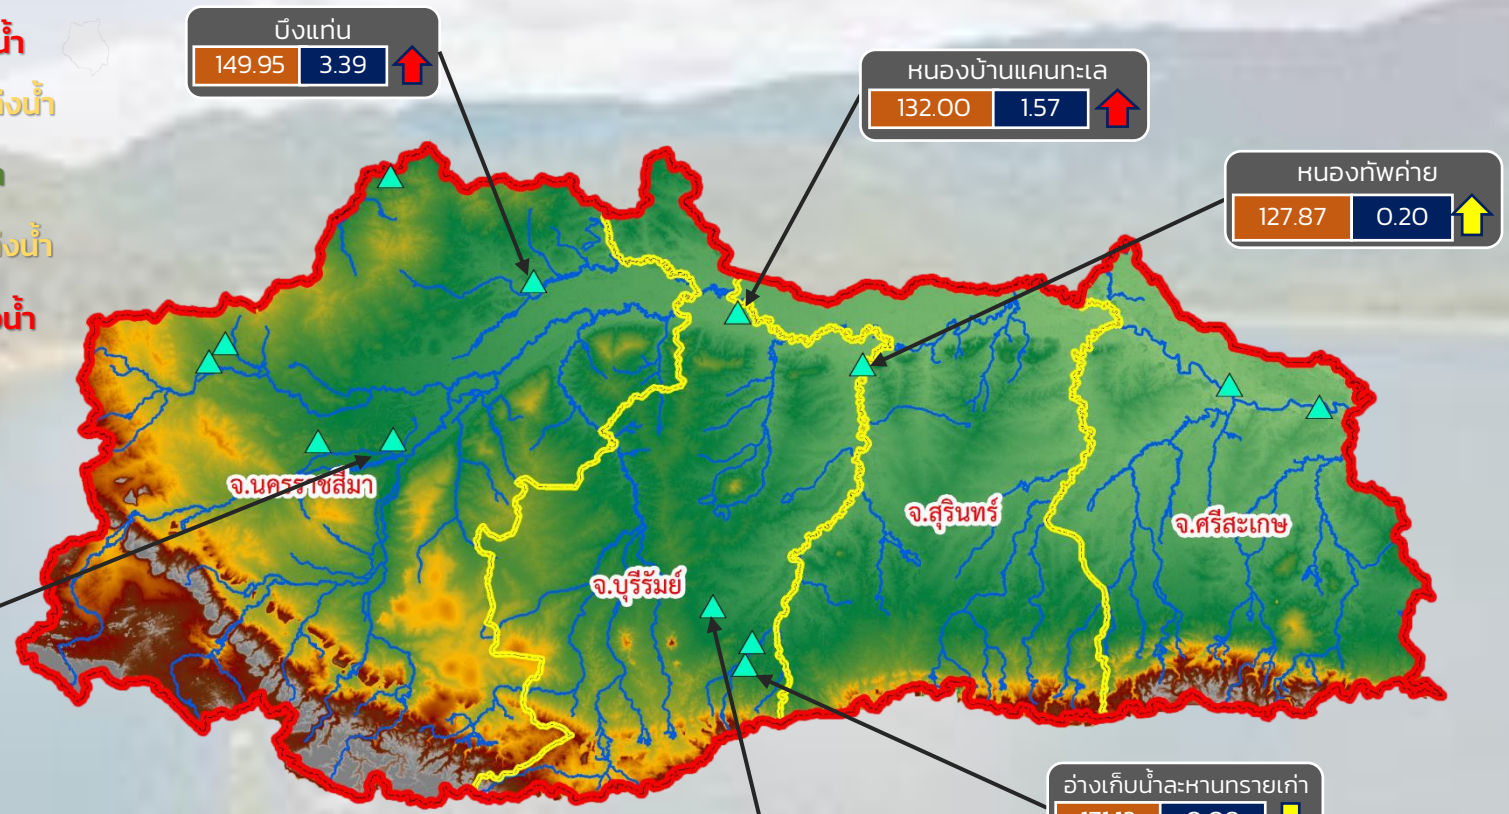 บึงแท่น
149.95 3.39
หนองบ้านแคนทะเล
132.00 1.57
หนองทัพค่าย
127.87 0.20
จ.นครราชสีมา
จ.บุรีรัมย์
จ.สุรินทร์
จ.ศรีสะเกษ
อ่างเก็บน้ำละหานทรายเก่า